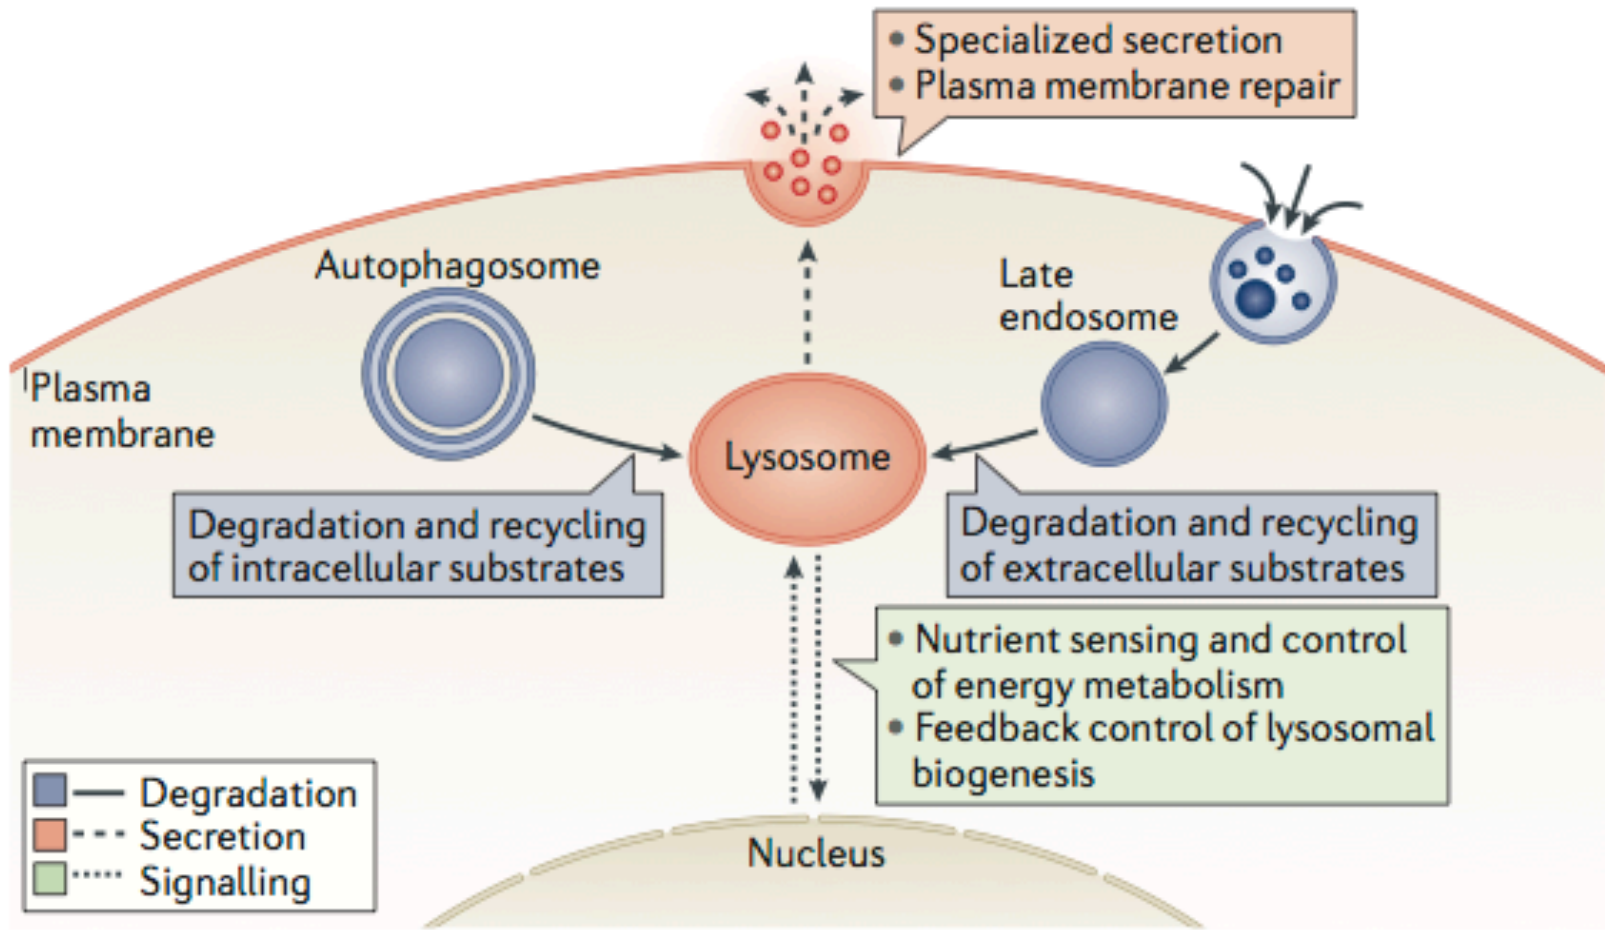 • Specialized secretion
• Plasma membrane repair
Autophagosome
Late
endosome
Plasma
membrane
Lysosome
Degradation and recycling
of intracellular substrates
Degradation and recycling
of extracellular substrates
• Nutrient sensing and control
of energy metabolism
• Feedback control of lysosomal
biogenesis
Degradation
Secretion
Signalling
Nucleus